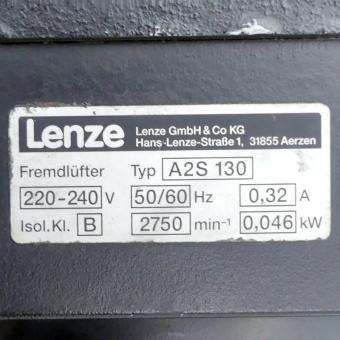 Lenze
Lenze GmbH & Co KG
Hans-Lenze-Straße 1, 31855 Aerzen
Fremdlüfter Typ A2S 130
220-240 V 50/60 Hz 0,32 A
Isol.Kl. B 2750 min⁻¹ 0,046 kW